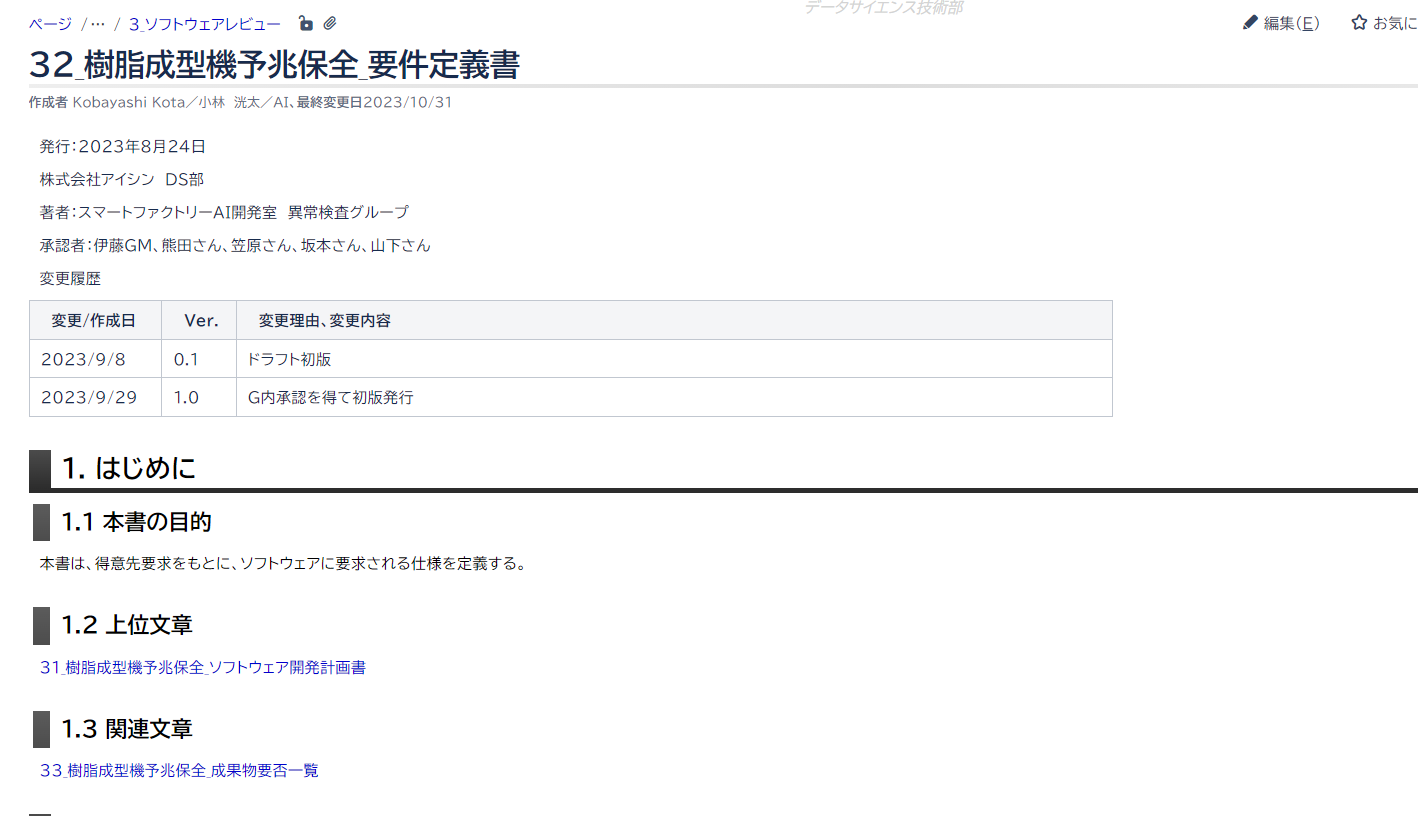 データサイエンス技術部
ページ /… / 3_ソフトウェアレビュー
編集(E) お気に
32_樹脂成型機予兆保全_要件定義書
作成者 Kobayashi Kota／小林 洸太／AI、最終変更日2023/10/31
発行：2023年8月24日
株式会社アイシン DS部
著者：スマートファクトリーAI開発室 異常検査グループ
承認者：伊藤GM、熊田さん、笠原さん、坂本さん、山下さん
変更履歴
変更/作成日 Ver. 変更理由、変更内容
2023/9/8 0.1 ドラフト初版
2023/9/29 1.0 G内承認を得て初版発行
1. はじめに
1.1 本書の目的
本書は、得意先要求をもとに、ソフトウェアに要求される仕様を定義する。
1.2 上位文章
31_樹脂成型機予兆保全_ソフトウェア開発計画書
1.3 関連文章
33_樹脂成型機予兆保全_成果物要否一覧